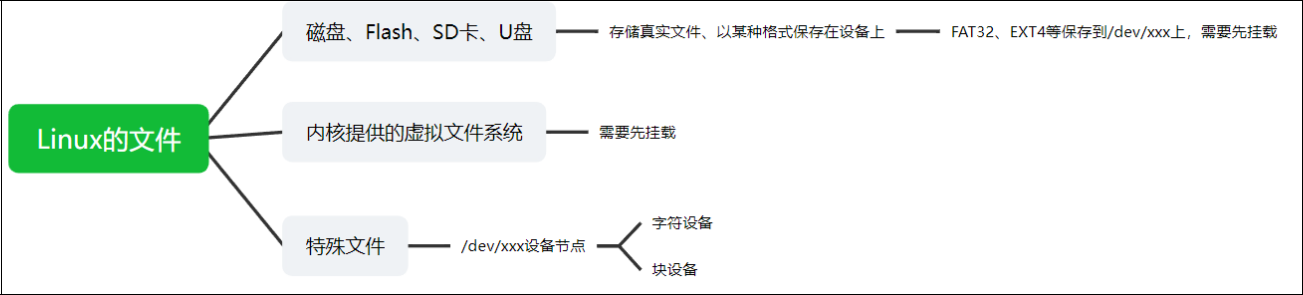 Linux的文件
磁盘、Flash、SD卡、U盘
存储真实文件、以某种格式保存在设备上
FAT32、EXT4等保存到/dev/xxx上，需要先挂载
内核提供的虚拟文件系统
需要先挂载
特殊文件
/dev/xxx设备节点
字符设备
块设备